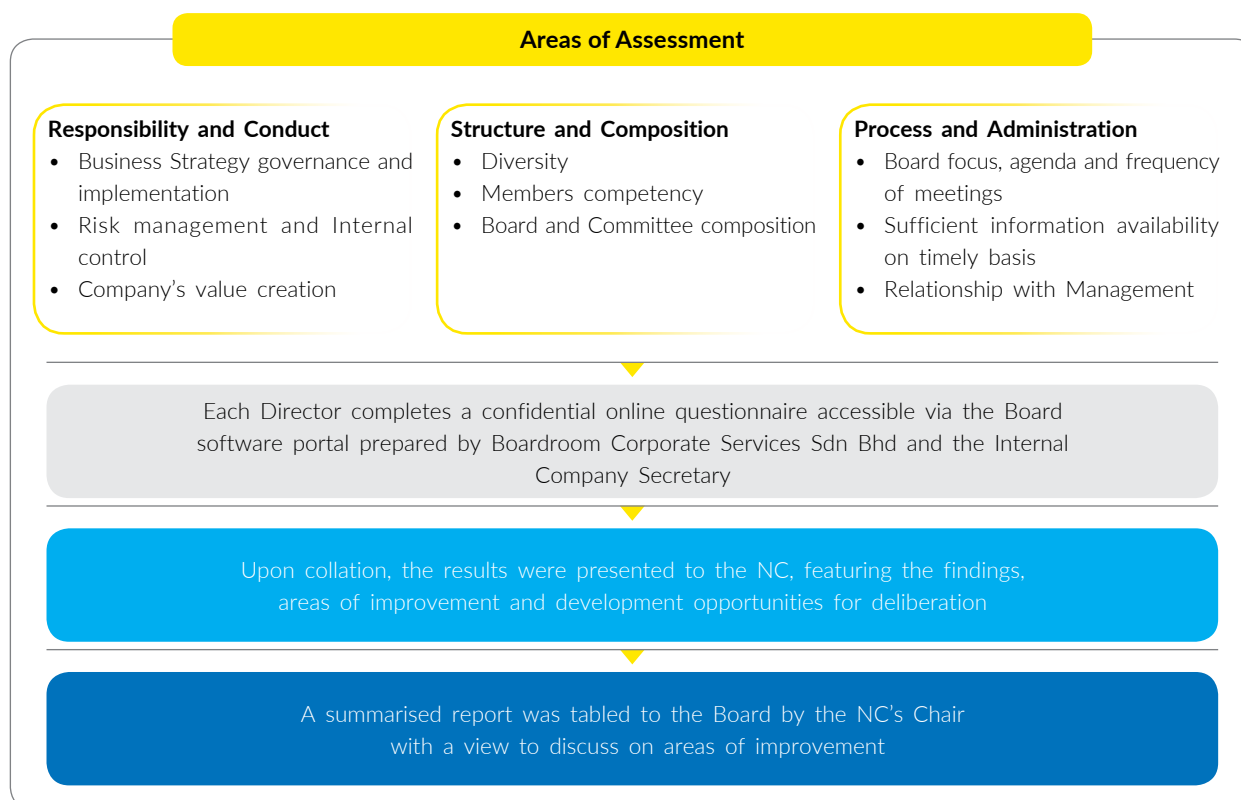 Areas of Assessment
Responsibility and Conduct
• Business Strategy governance and
implementation
• Risk management and Internal
control
• Company's value creation
Structure and Composition
• Diversity
• Members competency
• Board and Committee composition
Process and Administration
• Board focus, agenda and frequency
of meetings
• Sufficient information availability
on timely basis
• Relationship with Management
Each Director completes a confidential online questionnaire accessible via the Board
software portal prepared by Boardroom Corporate Services Sdn Bhd and the Internal
Company Secretary
Upon collation, the results were presented to the NC, featuring the findings,
areas of improvement and development opportunities for deliberation
A summarised report was tabled to the Board by the NC's Chair
with a view to discuss on areas of improvement